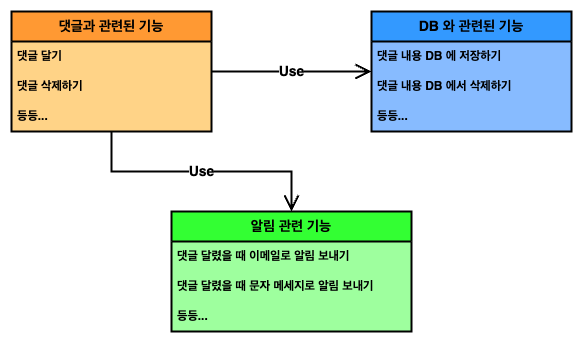 댓글과 관련된 기능
댓글 달기
댓글 삭제하기
등등...
Use
DB 와 관련된 기능
댓글 내용 DB 에 저장하기
댓글 내용 DB 에서 삭제하기
등등...
Use
알림 관련 기능
댓글 달렸을 때 이메일로 알림 보내기
댓글 달렸을 때 문자 메세지로 알림 보내기
등등...